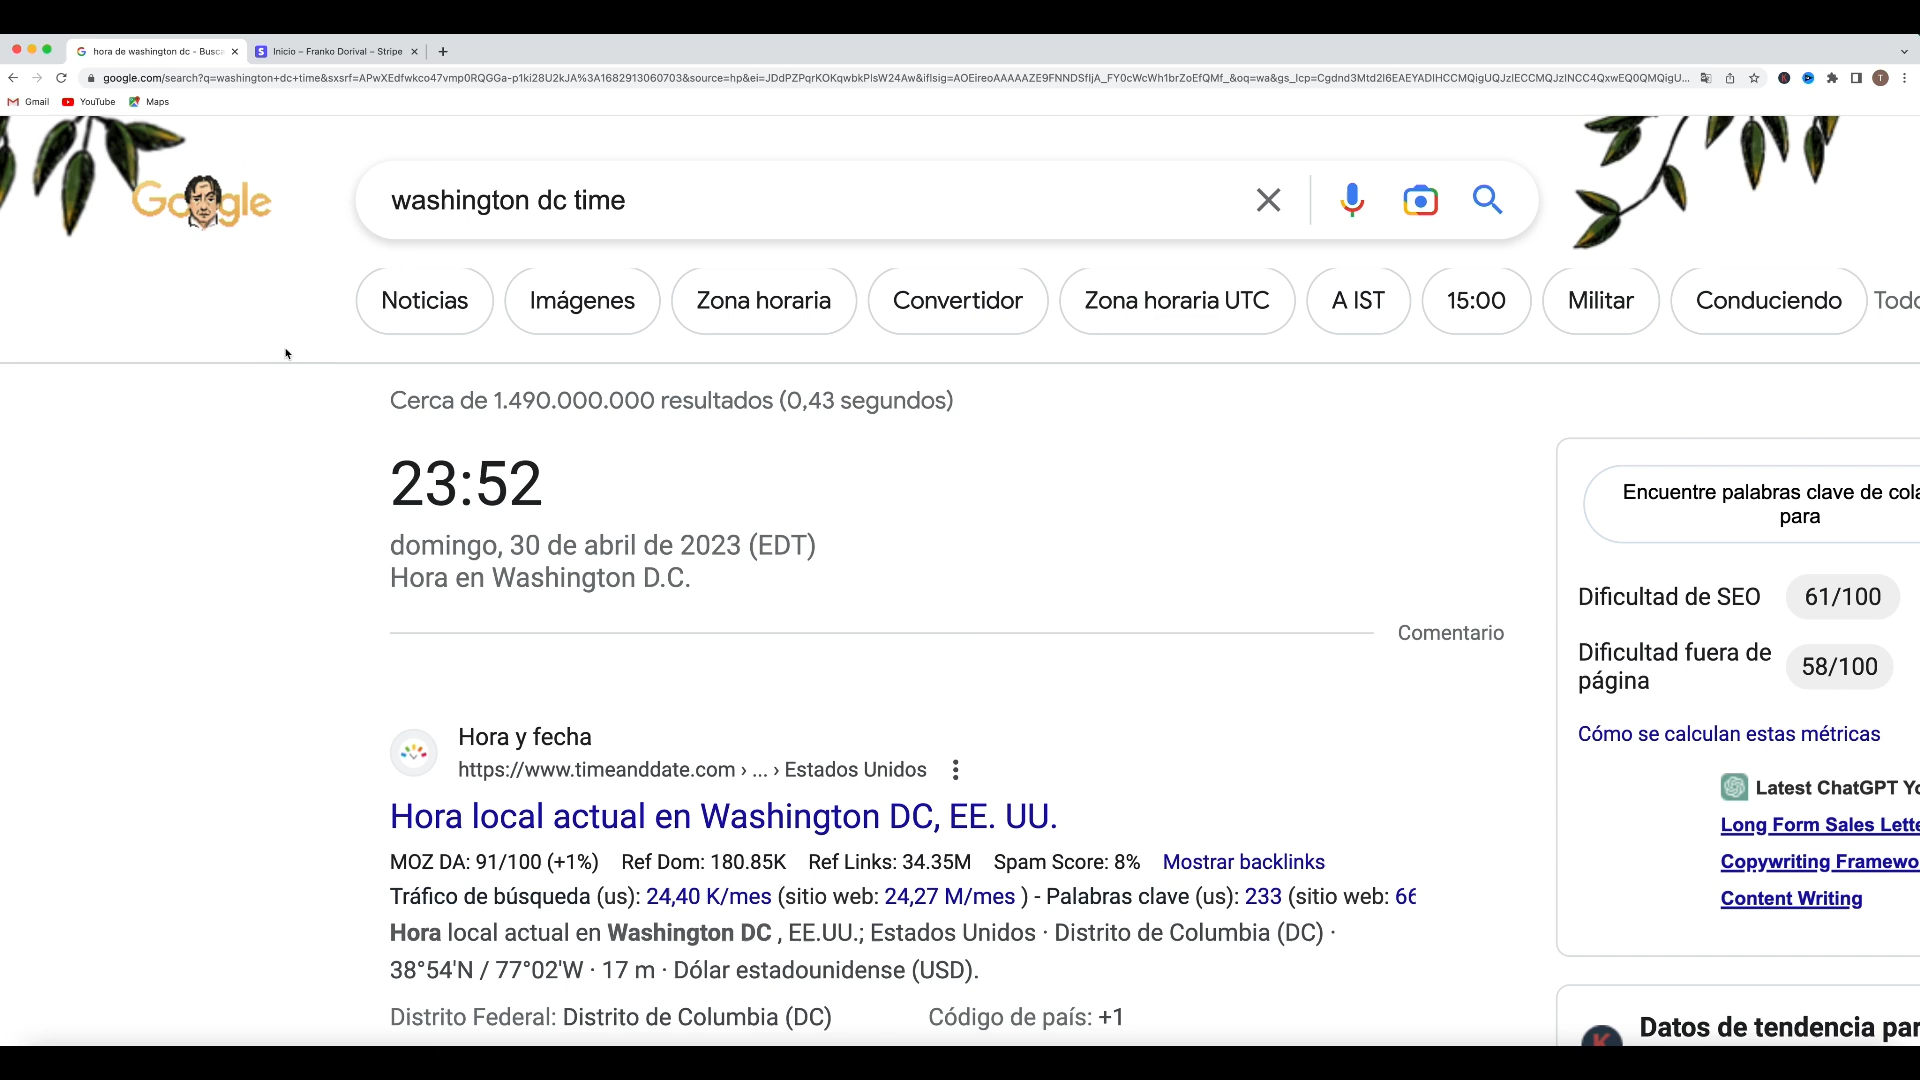 hora de washington dc - Busca
Inicio – Franko Dorival – Stripe
Gmail
YouTube
Maps
Google
washington dc time
Noticias
Imágenes
Zona horaria
Convertidor
Zona horaria UTC
A IST
15:00
Militar
Conduciendo
Todo
Cerca de 1.490.000.000 resultados (0,43 segundos)
23:52
domingo, 30 de abril de 2023 (EDT)
Hora en Washington D.C.
Comentario
Hora y fecha
https://www.timeanddate.com › ... › Estados Unidos
Hora local actual en Washington DC, EE. UU.
MOZ DA: 91/100 (+1%) Ref Dom: 180.85K Ref Links: 34.35M Spam Score: 8% Mostrar backlinks
Tráfico de búsqueda (us): 24,40 K/mes (sitio web: 24,27 M/mes ) - Palabras clave (us): 233 (sitio web: 66
Hora local actual en Washington DC , EE.UU.; Estados Unidos · Distrito de Columbia (DC) ·
38°54'N / 77°02'W · 17 m · Dólar estadounidense (USD).
Distrito Federal: Distrito de Columbia (DC)
Código de país: +1
Encuentre palabras clave de cola
para
Dificultad de SEO 61/100
Dificultad fuera de
página
58/100
Cómo se calculan estas métricas
Latest ChatGPT Yo
Long Form Sales Lette
Copywriting Framewo
Content Writing
Datos de tendencia par